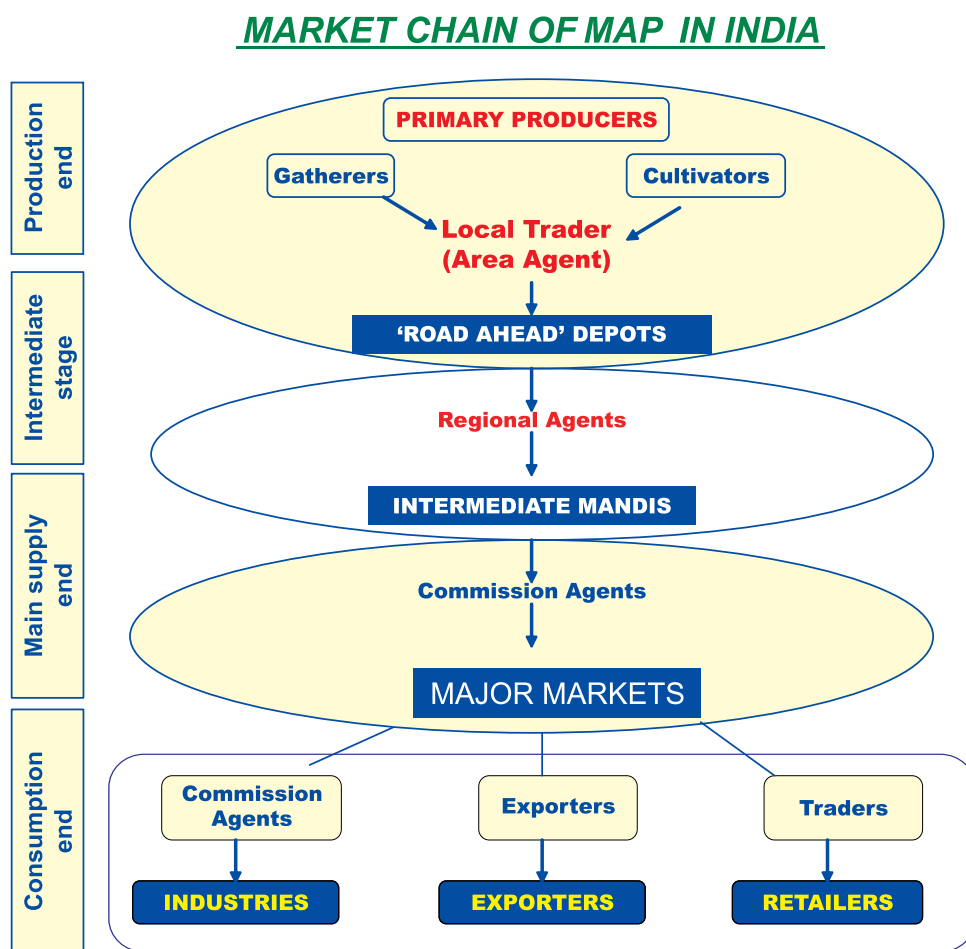 MARKET CHAIN OF MAP IN INDIA
Production
end
PRIMARY PRODUCERS
Gatherers
Cultivators
Local Trader
(Area Agent)
‘ROAD AHEAD’ DEPOTS
Intermediate
stage
Regional Agents
INTERMEDIATE MANDIS
Main supply
end
Commission Agents
MAJOR MARKETS
Consumption
end
Commission
Agents
Exporters
Traders
INDUSTRIES
EXPORTERS
RETAILERS